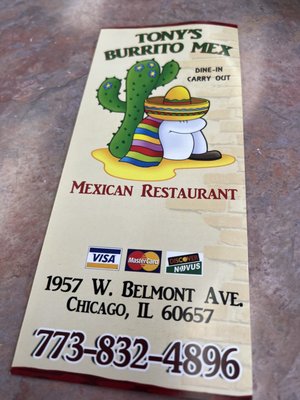 TONY'S
BURRITO MEX
DINE-IN
CARRY OUT
MEXICAN RESTAURANT
VISA
MasterCard
DISCOVER
NOVUS
1957 W. BELMONT AVE.
CHICAGO, IL 60657
773-832-4896